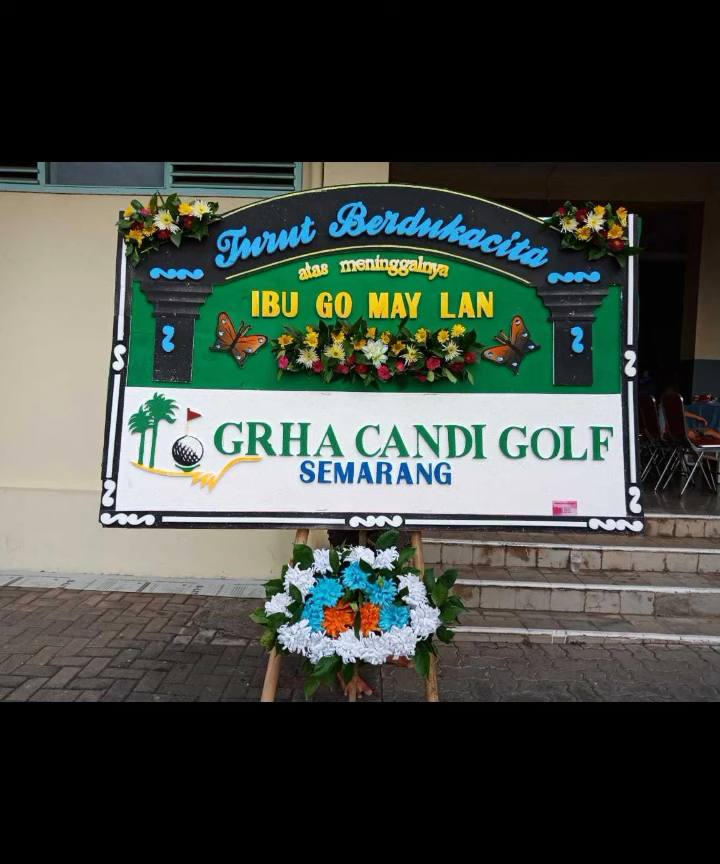 Turut Berdukacita
atas meninggalnya
IBU GO MAY LAN
GRHA CANDI GOLF
SEMARANG